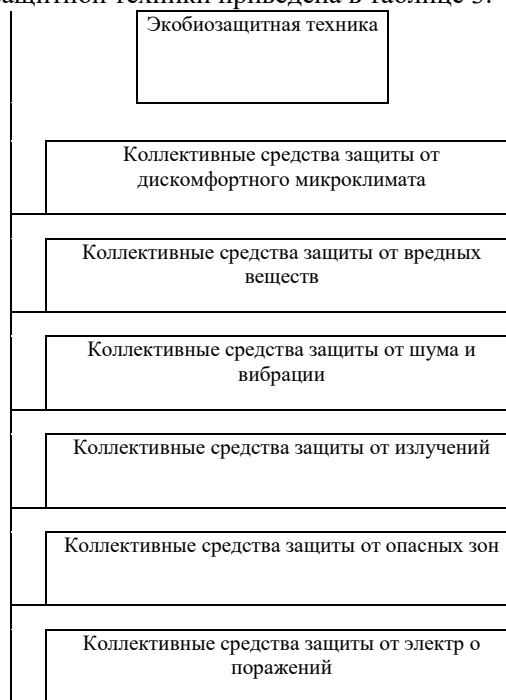 защитной техники приведена в таблице 3.
Экобиозащитная техника
Коллективные средства защиты от
дискомфортного микроклимата
Коллективные средства защиты от вредных
веществ
Коллективные средства защиты от шума и
вибрации
Коллективные средства защиты от излучений
Коллективные средства защиты от опасных зон
Коллективные средства защиты от электр о
поражений